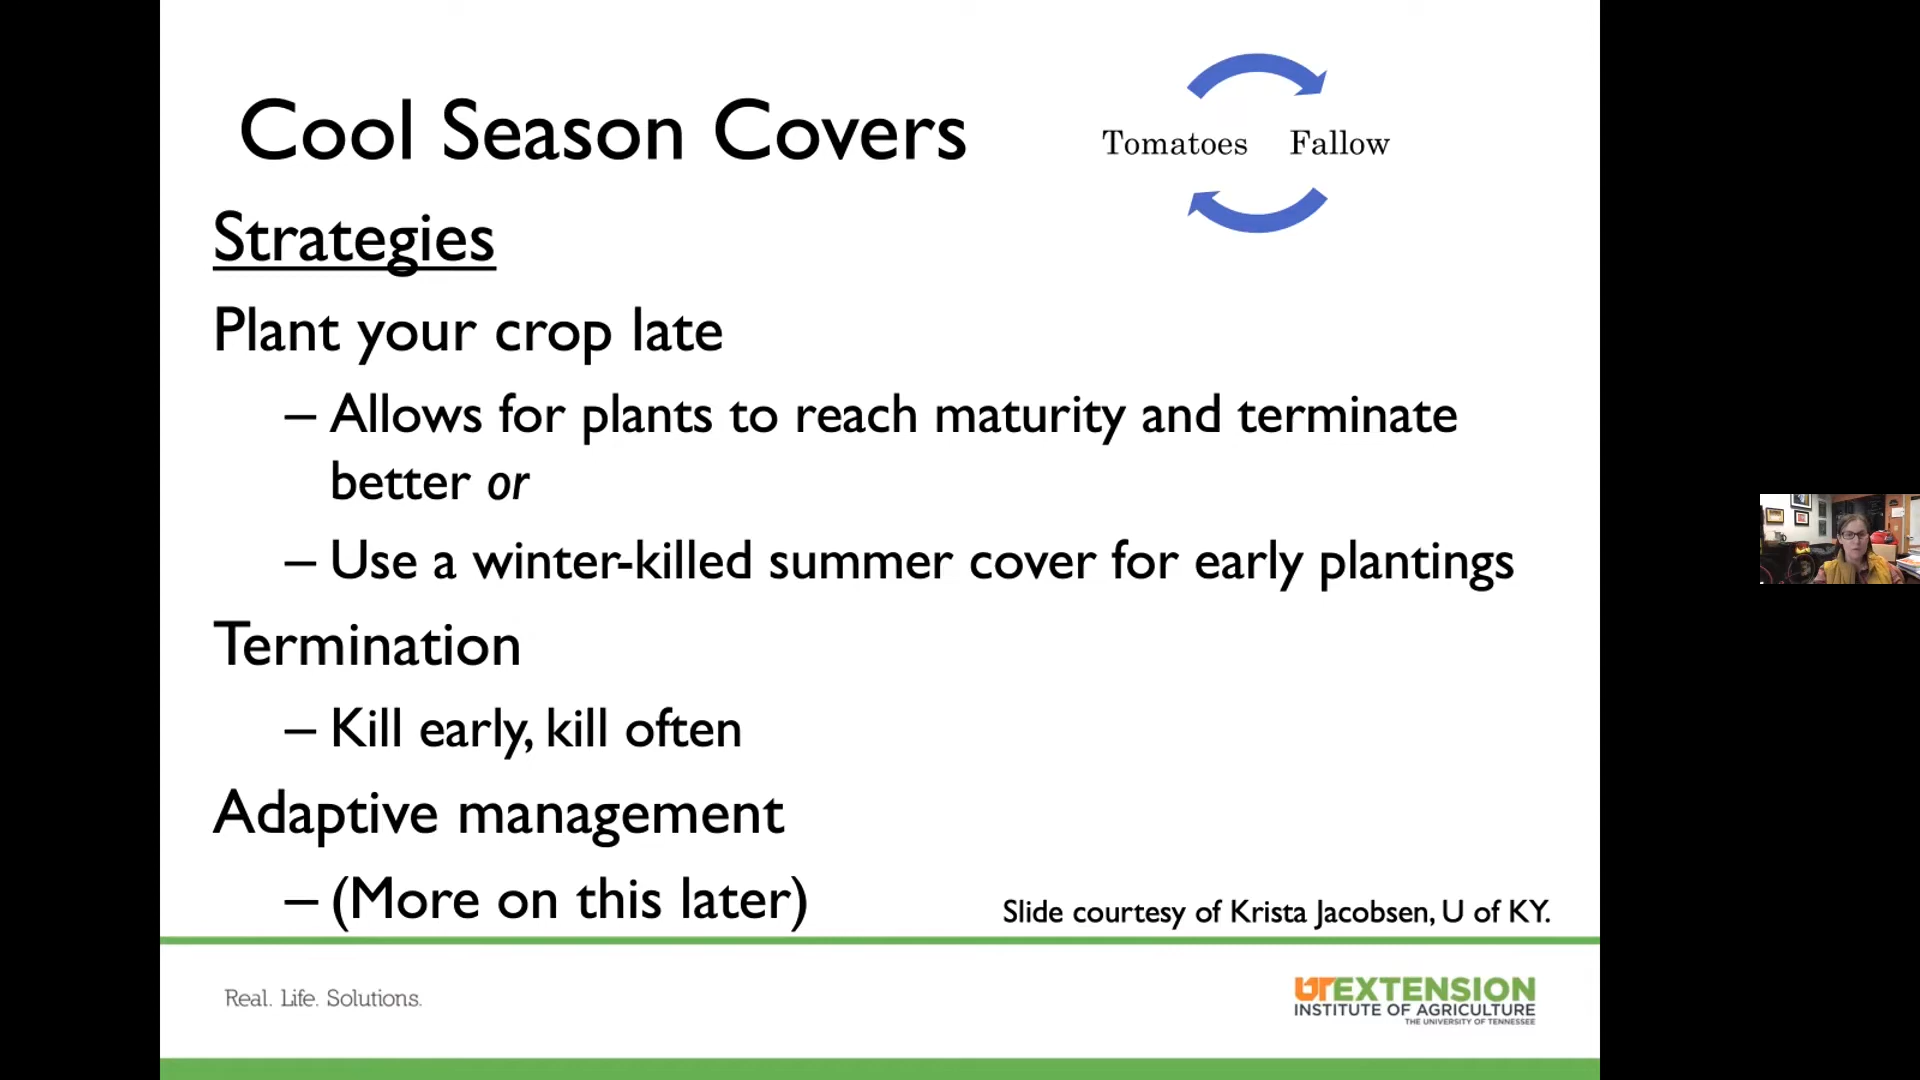 Cool Season Covers
Tomatoes Fallow
Strategies
Plant your crop late
– Allows for plants to reach maturity and terminate
better or
– Use a winter-killed summer cover for early plantings
Termination
– Kill early, kill often
Adaptive management
– (More on this later)
Slide courtesy of Krista Jacobsen, U of KY.
Real. Life. Solutions.
UTEXTENSION
INSTITUTE OF AGRICULTURE
THE UNIVERSITY OF TENNESSEE